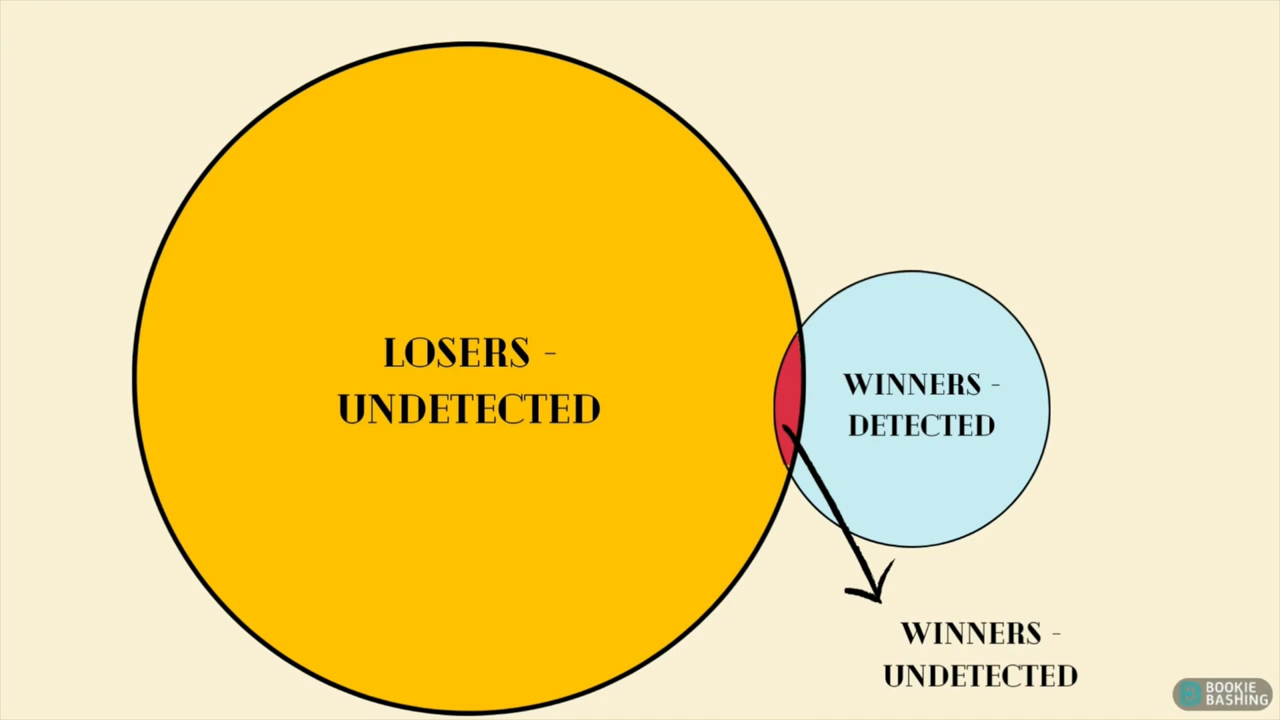 LOSERS -
UNDETECTED
WINNERS -
DETECTED
WINNERS -
UNDETECTED
BOOKIE
BASHING